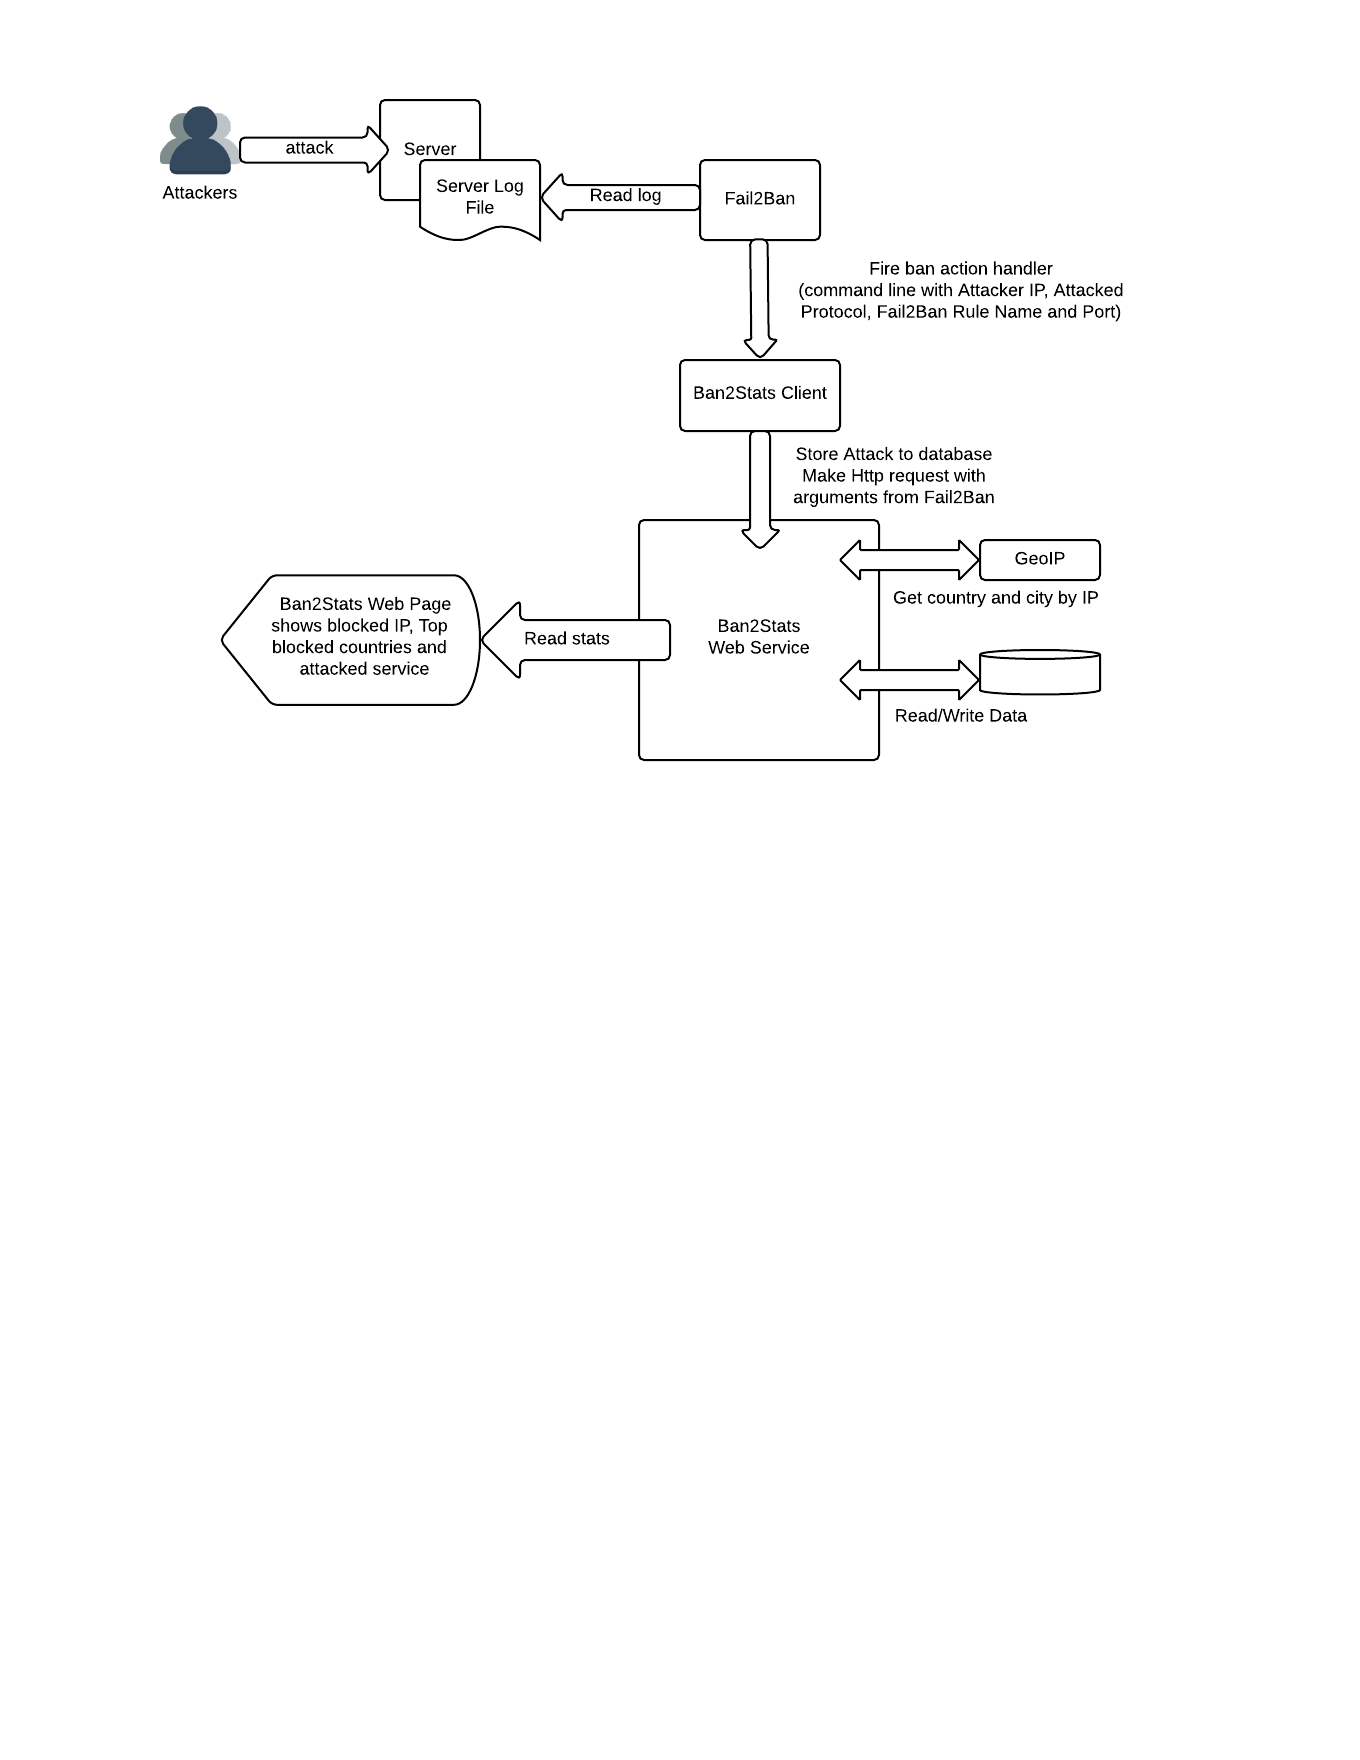 attack
Server
Attackers
Server Log
File
Read log
Fail2Ban
Fire ban action handler
(command line with Attacker IP, Attacked
Protocol, Fail2Ban Rule Name and Port)
Ban2Stats Client
Store Attack to database
Make Http request with
arguments from Fail2Ban
GeoIP
Get country and city by IP
Ban2Stats Web Page
shows blocked IP, Top
blocked countries and
attacked service
Read stats
Ban2Stats
Web Service
Read/Write Data